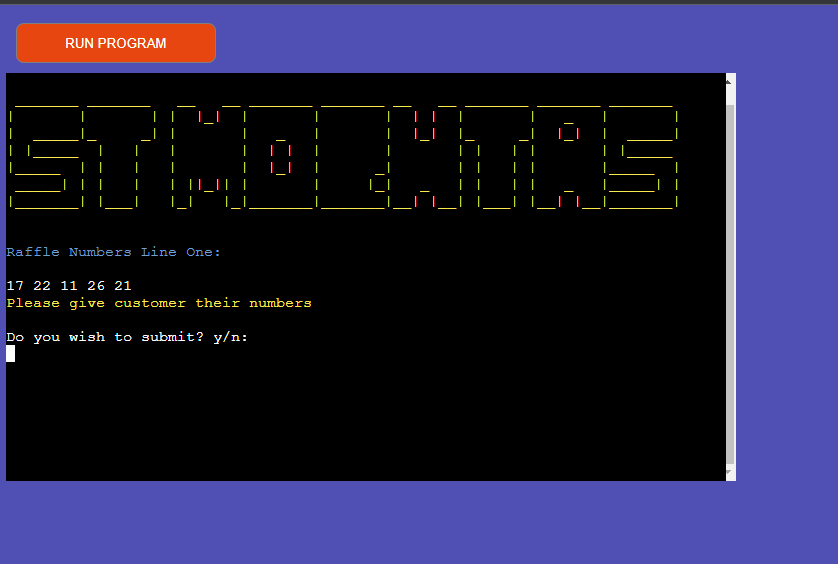 RUN PROGRAM
STMOCHTAS
Raffle Numbers Line One:
17 22 11 26 21
Please give customer their numbers
Do you wish to submit? y/n: